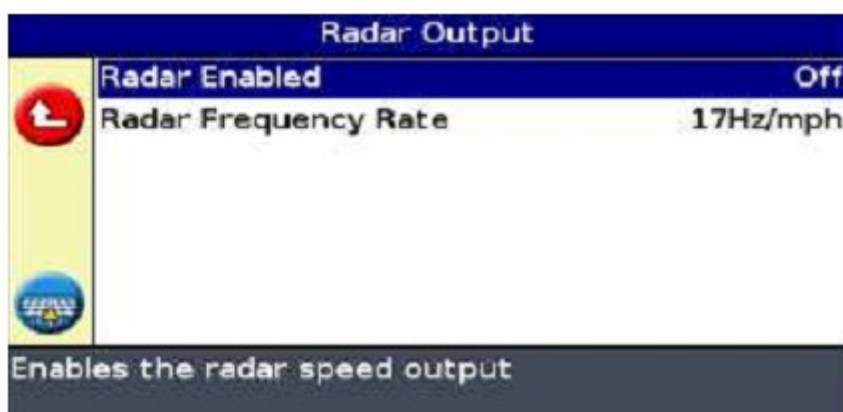 Radar Output
Radar Enabled Off
Radar Frequency Rate 17Hz/mph
Enables the radar speed output